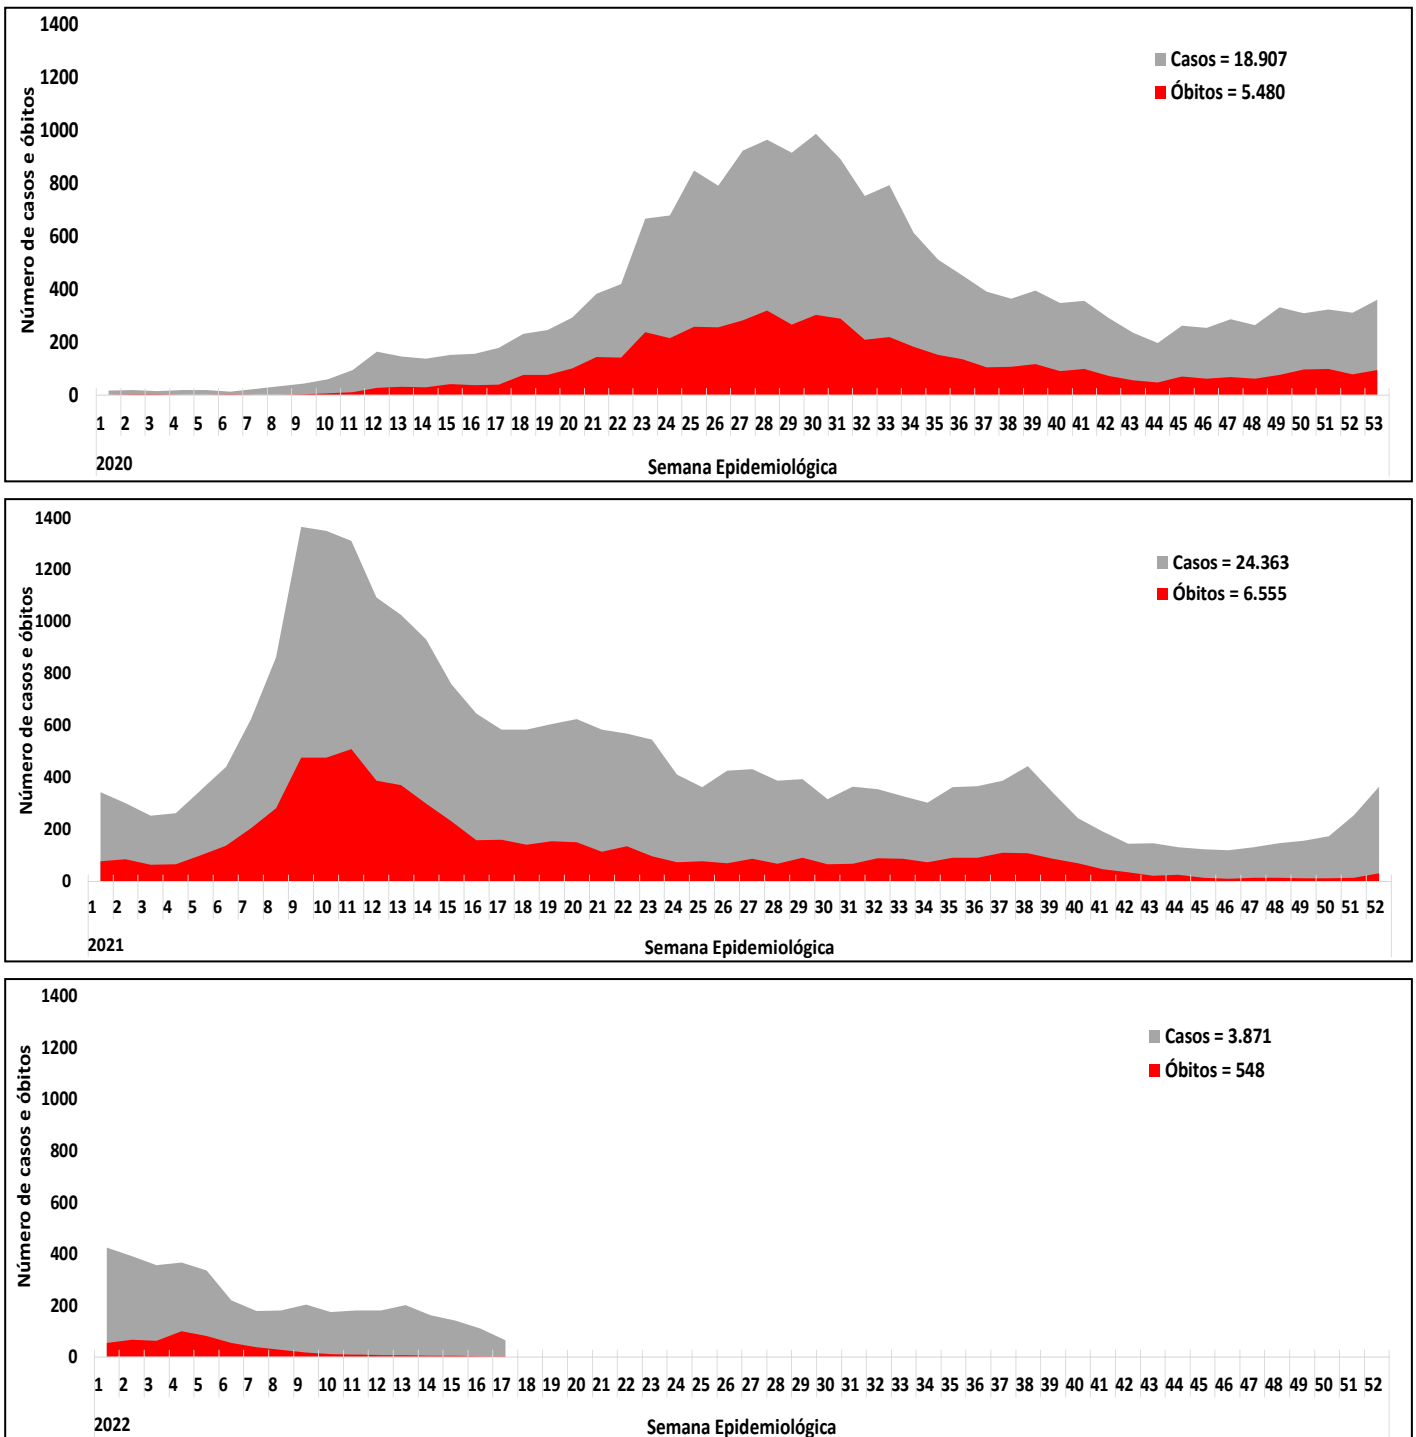 Número de casos e óbitos
1400
1200
1000
800
600
400
200
0
Casos = 18.907
Óbitos = 5.480
1 2 3 4 5 6 7 8 9 10 11 12 13 14 15 16 17 18 19 20 21 22 23 24 25 26 27 28 29 30 31 32 33 34 35 36 37 38 39 40 41 42 43 44 45 46 47 48 49 50 51 52 53
2020
Semana Epidemiológica
Número de casos e óbitos
1400
1200
1000
800
600
400
200
0
Casos = 24.363
Óbitos = 6.555
1 2 3 4 5 6 7 8 9 10 11 12 13 14 15 16 17 18 19 20 21 22 23 24 25 26 27 28 29 30 31 32 33 34 35 36 37 38 39 40 41 42 43 44 45 46 47 48 49 50 51 52
2021
Semana Epidemiológica
Número de casos e óbitos
1400
1200
1000
800
600
400
200
0
Casos = 3.871
Óbitos = 548
1 2 3 4 5 6 7 8 9 10 11 12 13 14 15 16 17 18 19 20 21 22 23 24 25 26 27 28 29 30 31 32 33 34 35 36 37 38 39 40 41 42 43 44 45 46 47 48 49 50 51 52
2022
Semana Epidemiológica